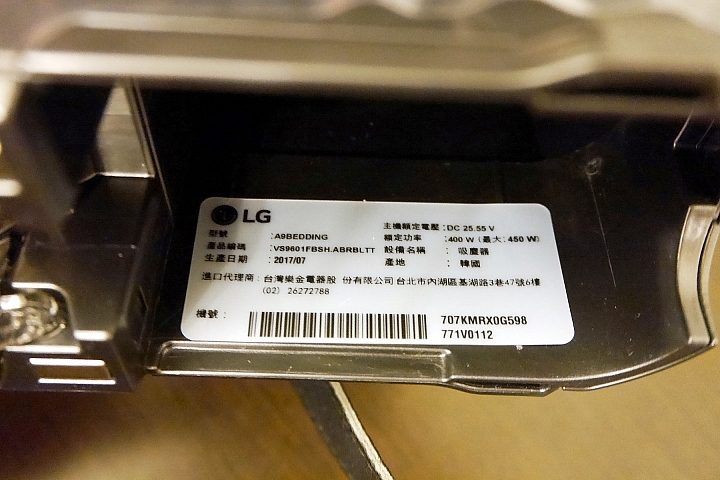 LG
型號 : A9BEDDING
產品編碼 : VS9601FBSH.ABRBLTT
生產日期 : 2017/07
主機額定電壓 : DC 25.55 V
額定功率 : 400 W (最大: 450 W)
設備名稱 : 吸塵器
產地 : 韓國
進口代理商 : 台灣樂金電器股 份有限公司 台北市內湖區基湖路3巷47號6樓
(02) 26272788
機號 :
707KMRX0G598
771V0112